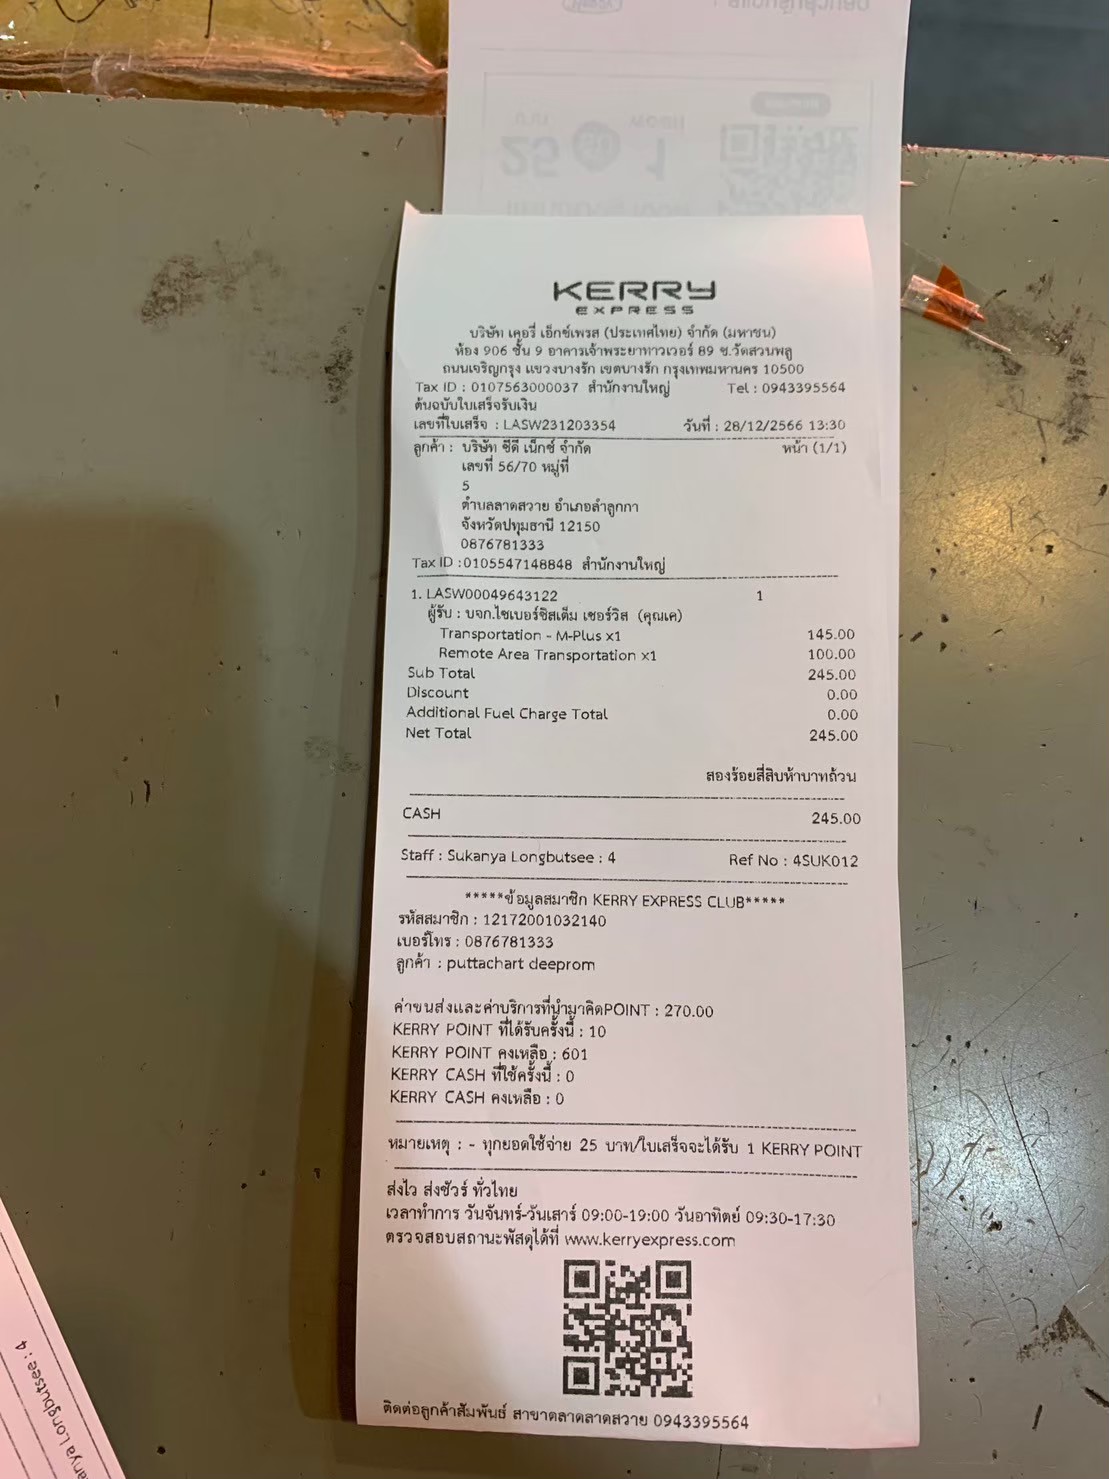 KERRY
EXPRESS
บริษัท เคอรี่ เอ็กซ์เพรส (ประเทศไทย) จำกัด (มหาชน)
ห้อง 906 ชั้น 9 อาคารเจ้าพระยาทาวเวอร์ 89 ซ.วัดสวนพลู
ถนนเจริญกรุง แขวงบางรัก เขตบางรัก กรุงเทพมหานคร 10500
Tax ID : 0107563000037 สำนักงานใหญ่ Tel : 0943395564
ต้นฉบับใบเสร็จรับเงิน
เลขที่ใบเสร็จ : LASW231203354 วันที่ : 28/12/2566 13:30
ลูกค้า : บริษัท ซีดี เน็กซ์ จำกัด หน้า (1/1)
เลขที่ 56/70 หมู่ที่
5
ตำบลลาดสวาย อำเภอลำลูกกา
จังหวัดปทุมธานี 12150
0876781333
Tax ID :0105547148848 สำนักงานใหญ่
1. LASW00049643122 1
ผู้รับ : บจก.ไซเบอร์ซิสเต็ม เซอร์วิส (คุณเค)
Transportation - M-Plus x1 145.00
Remote Area Transportation x1 100.00
Sub Total 245.00
Discount 0.00
Additional Fuel Charge Total 0.00
Net Total 245.00
สองร้อยสี่สิบห้าบาทถ้วน
CASH 245.00
Staff : Sukanya Longbutsee : 4 Ref No : 4SUK012
*****ข้อมูลสมาชิก KERRY EXPRESS CLUB*****
รหัสสมาชิก : 12172001032140
เบอร์โทร : 0876781333
ลูกค้า : puttachart deeprom
ค่าขนส่งและค่าบริการที่นำมาคิดPOINT : 270.00
KERRY POINT ที่ได้รับครั้งนี้ : 10
KERRY POINT คงเหลือ : 601
KERRY CASH ที่ใช้ครั้งนี้ : 0
KERRY CASH คงเหลือ : 0
หมายเหตุ : - ทุกยอดใช้จ่าย 25 บาท/ใบเสร็จจะได้รับ 1 KERRY POINT
ส่งไว ส่งชัวร์ ทั่วไทย
เวลาทำการ วันจันทร์-วันเสาร์ 09:00-19:00 วันอาทิตย์ 09:30-17:30
ตรวจสอบสถานะพัสดุได้ที่ www.kerryexpress.com
ติดต่อลูกค้าสัมพันธ์ สาขาตลาดลาดสวาย 0943395564
Longbutsee : 4